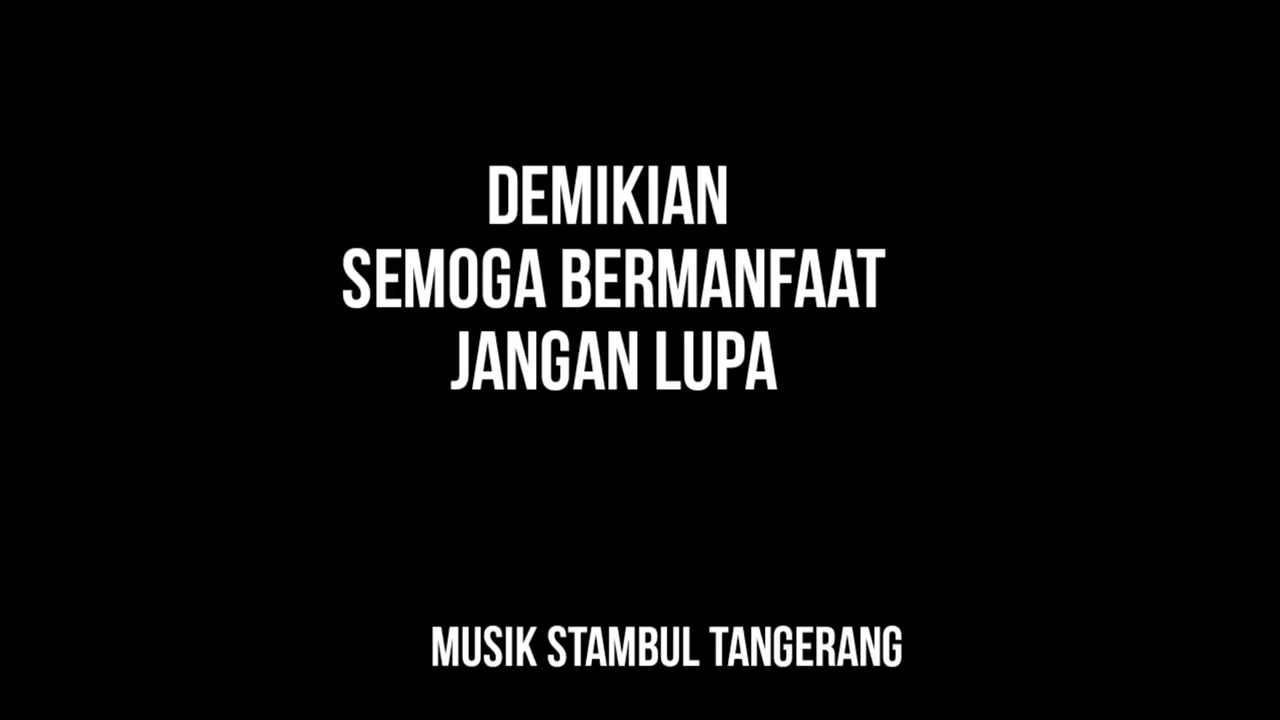 DEMIKIAN
SEMOGA BERMANFAAT
JANGAN LUPA
MUSIK STAMBUL TANGERANG